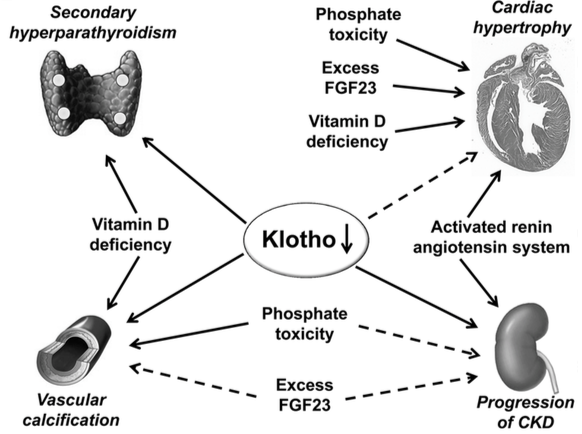 Secondary
hyperparathyroidism
Phosphate
toxicity
Cardiac
hypertrophy
Excess
FGF23
Vitamin D
deficiency
Vitamin D
deficiency
Klotho ↓
Activated renin
angiotensin system
Phosphate
toxicity
Excess
FGF23
Vascular
calcification
Progression
of CKD